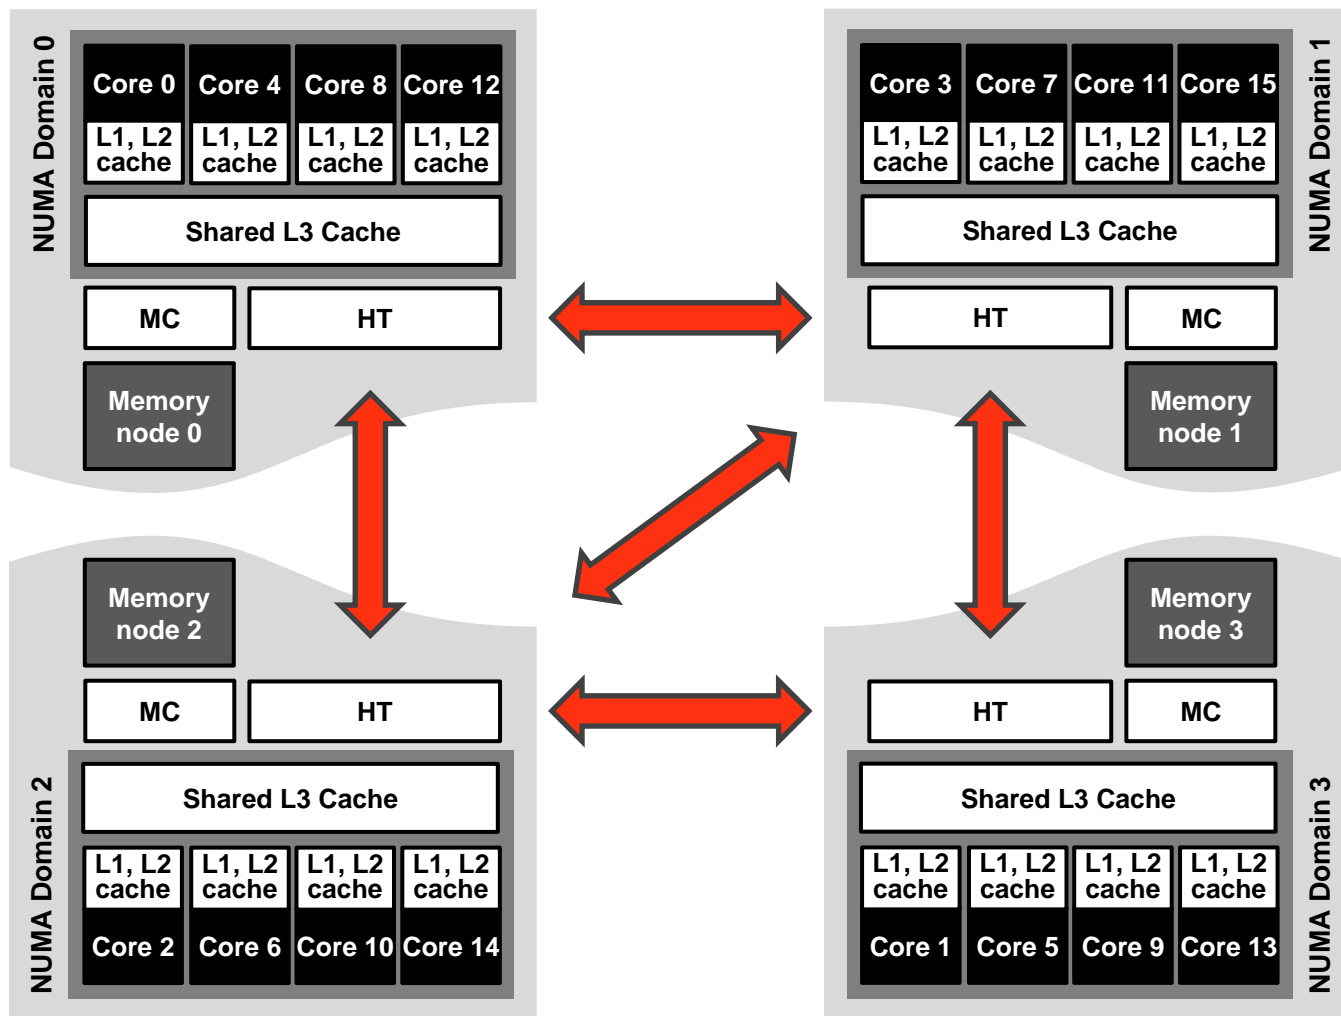 NUMA Domain 0
Core 0
Core 4
Core 8
Core 12
L1, L2
cache
L1, L2
cache
L1, L2
cache
L1, L2
cache
Shared L3 Cache
MC
HT
Memory
node 0
NUMA Domain 1
Core 3
Core 7
Core 11
Core 15
L1, L2
cache
L1, L2
cache
L1, L2
cache
L1, L2
cache
Shared L3 Cache
HT
MC
Memory
node 1
NUMA Domain 2
Memory
node 2
MC
HT
Shared L3 Cache
L1, L2
cache
L1, L2
cache
L1, L2
cache
L1, L2
cache
Core 2
Core 6
Core 10
Core 14
NUMA Domain 3
Memory
node 3
HT
MC
Shared L3 Cache
L1, L2
cache
L1, L2
cache
L1, L2
cache
L1, L2
cache
Core 1
Core 5
Core 9
Core 13